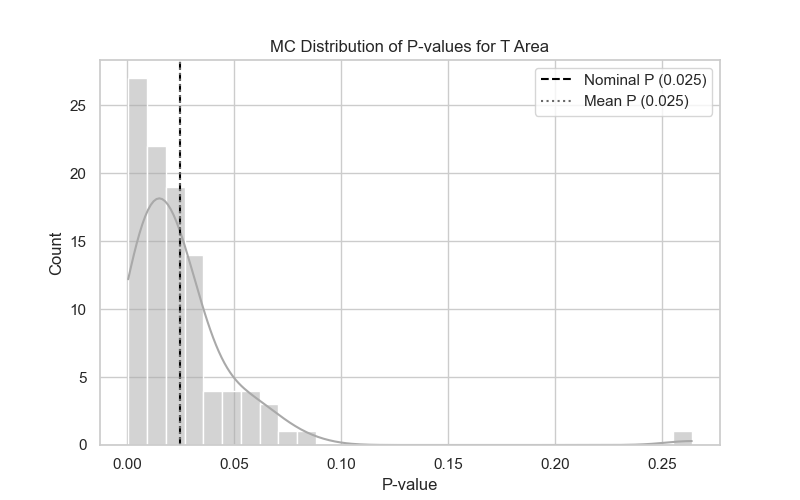 MC Distribution of P-values for T Area
Nominal P (0.025)
Mean P (0.025)
Count
25
20
15
10
5
0
0.00 0.05 0.10 0.15 0.20 0.25
P-value